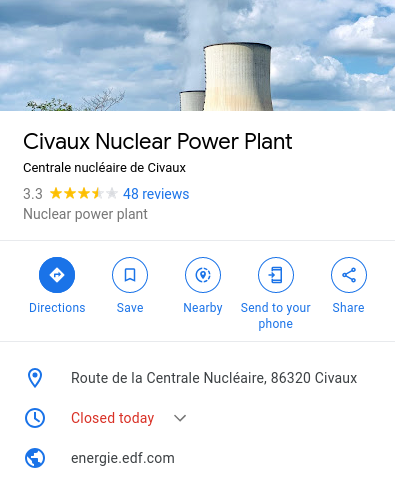 Civaux Nuclear Power Plant
Centrale nucléaire de Civaux
3.3 48 reviews
Nuclear power plant
Directions Save Nearby Send to your phone Share
Route de la Centrale Nucléaire, 86320 Civaux
Closed today
energie.edf.com